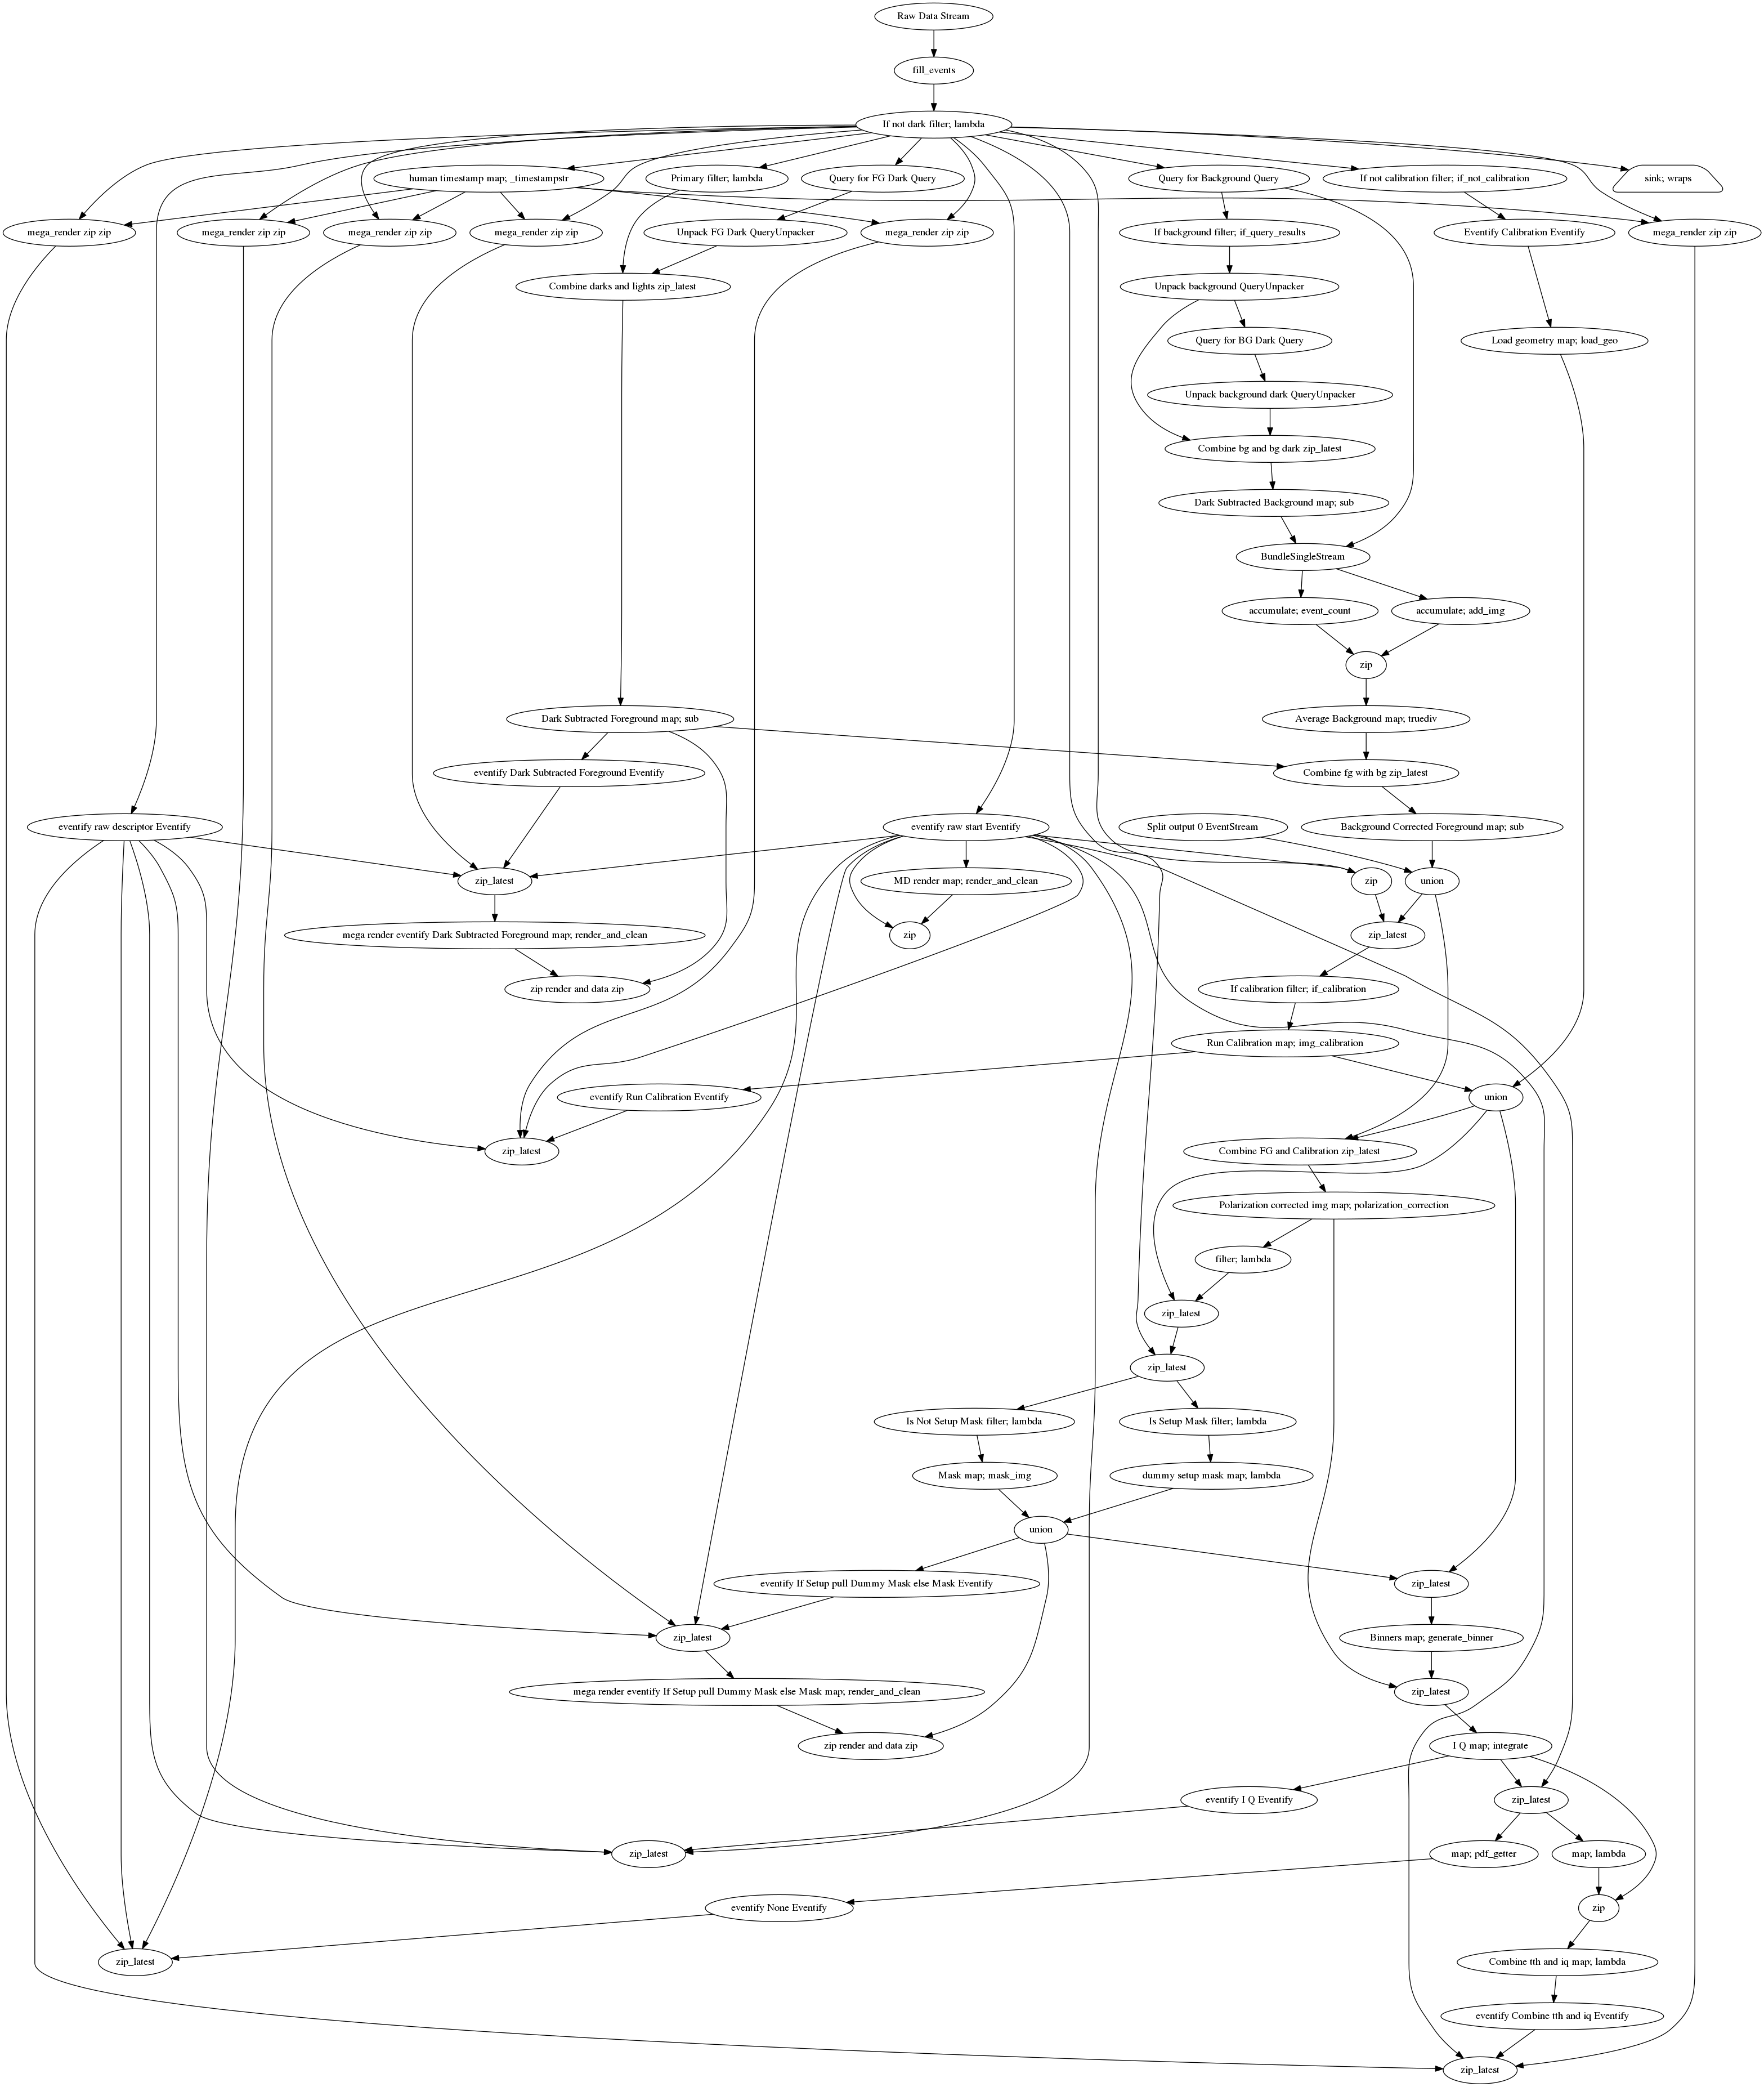 Raw Data Stream
fill_events
If not dark filter; lambda
human timestamp map; _timestampstr
Primary filter; lambda
Query for FG Dark Query
Query for Background Query
If not calibration filter; if_not_calibration
sink; wraps
mega_render zip zip
mega_render zip zip
mega_render zip zip
mega_render zip zip
Unpack FG Dark QueryUnpacker
mega_render zip zip
If background filter; if_query_results
Eventify Calibration Eventify
mega_render zip zip
Combine darks and lights zip_latest
Unpack background QueryUnpacker
Query for BG Dark Query
Load geometry map; load_geo
Unpack background dark QueryUnpacker
Combine bg and bg dark zip_latest
Dark Subtracted Background map; sub
BundleSingleStream
accumulate; event_count
accumulate; add_img
zip
Dark Subtracted Foreground map; sub
Average Background map; truediv
eventify Dark Subtracted Foreground Eventify
Combine fg with bg zip_latest
eventify raw descriptor Eventify
eventify raw start Eventify
Split output 0 EventStream
Background Corrected Foreground map; sub
zip_latest
MD render map; render_and_clean
zip
union
mega render eventify Dark Subtracted Foreground map; render_and_clean
zip
zip_latest
zip render and data zip
If calibration filter; if_calibration
Run Calibration map; img_calibration
eventify Run Calibration Eventify
union
zip_latest
Combine FG and Calibration zip_latest
Polarization corrected img map; polarization_correction
filter; lambda
zip_latest
zip_latest
Is Not Setup Mask filter; lambda
Is Setup Mask filter; lambda
Mask map; mask_img
dummy setup mask map; lambda
union
eventify If Setup pull Dummy Mask else Mask Eventify
zip_latest
zip_latest
Binners map; generate_binner
mega render eventify If Setup pull Dummy Mask else Mask map; render_and_clean
zip_latest
zip render and data zip
I Q map; integrate
eventify I Q Eventify
zip_latest
zip_latest
map; pdf_getter
map; lambda
eventify None Eventify
zip
zip_latest
Combine tth and iq map; lambda
eventify Combine tth and iq Eventify
zip_latest